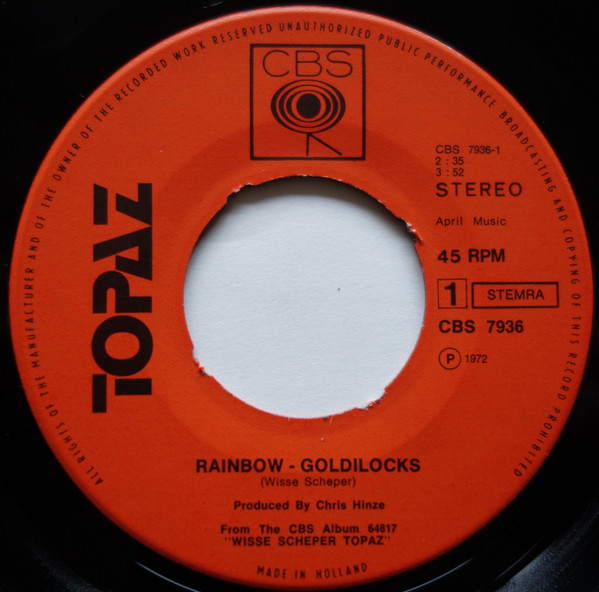 ALL RIGHTS OF THE MANUFACTURER AND OF THE OWNER OF THE RECORDED WORK RESERVED UNAUTHORIZED PUBLIC PERFORMANCE BROADCASTING AND COPYING OF THIS RECORD PROHIBITED
CBS
TOPAZ
CBS 7936-1
2:35
3:52
STEREO
April Music
45 RPM
1 STEMRA
CBS 7936
Ⓟ 1972
RAINBOW - GOLDILOCKS
(Wisse Scheper)
Produced By Chris Hinze
From The CBS Album 64817
"WISSE SCHEPER TOPAZ"
MADE IN HOLLAND